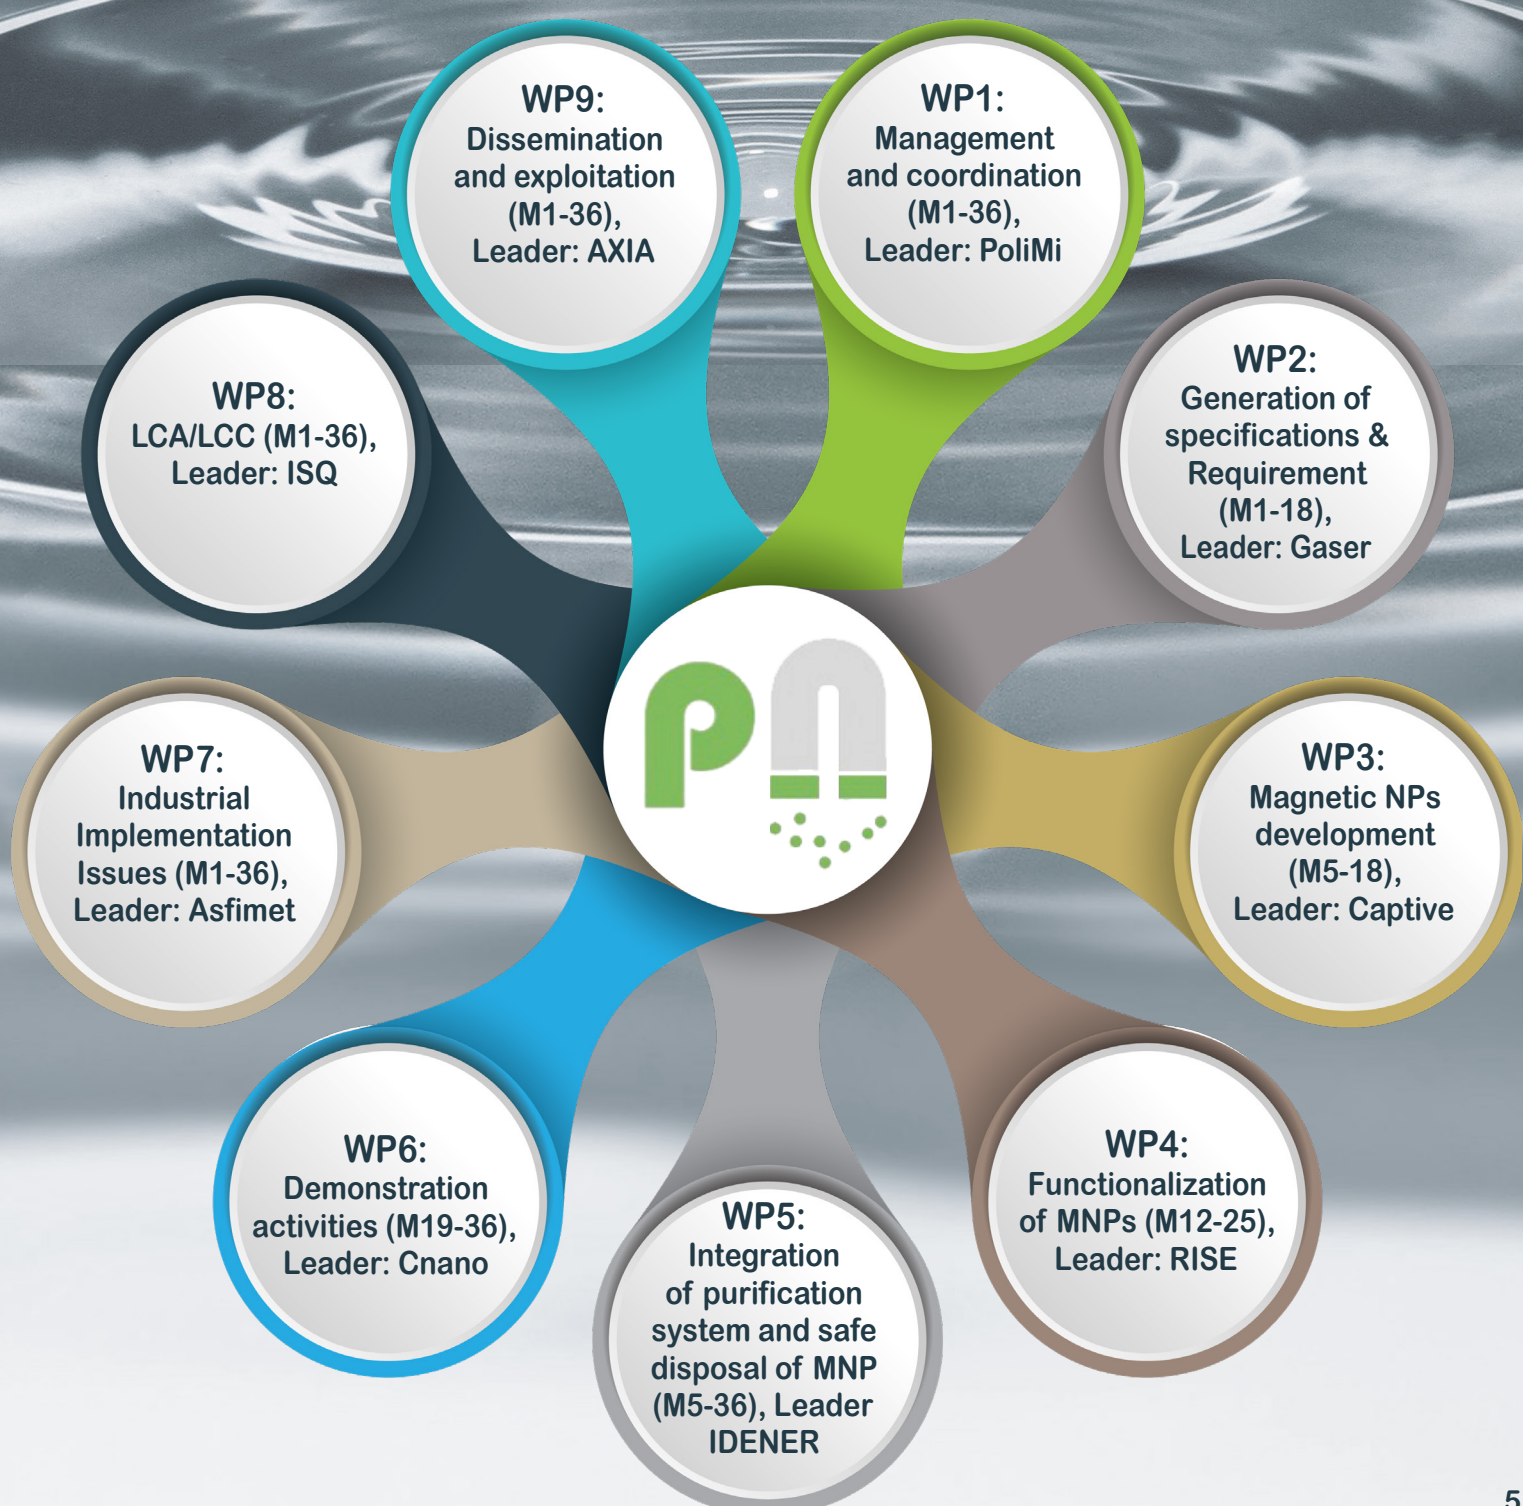 WP1:
Management
and coordination
(M1-36),
Leader: PoliMi
WP2:
Generation of
specifications &
Requirement
(M1-18),
Leader: Gaser
WP3:
Magnetic NPs
development
(M5-18),
Leader: Captive
WP4:
Functionalization
of MNPs (M12-25),
Leader: RISE
WP5:
Integration
of purification
system and safe
disposal of MNP
(M5-36), Leader
IDENER
WP6:
Demonstration
activities (M19-36),
Leader: Cnano
WP7:
Industrial
Implementation
Issues (M1-36),
Leader: Asfimet
WP8:
LCA/LCC (M1-36),
Leader: ISQ
WP9:
Dissemination
and exploitation
(M1-36),
Leader: AXIA
pn
5